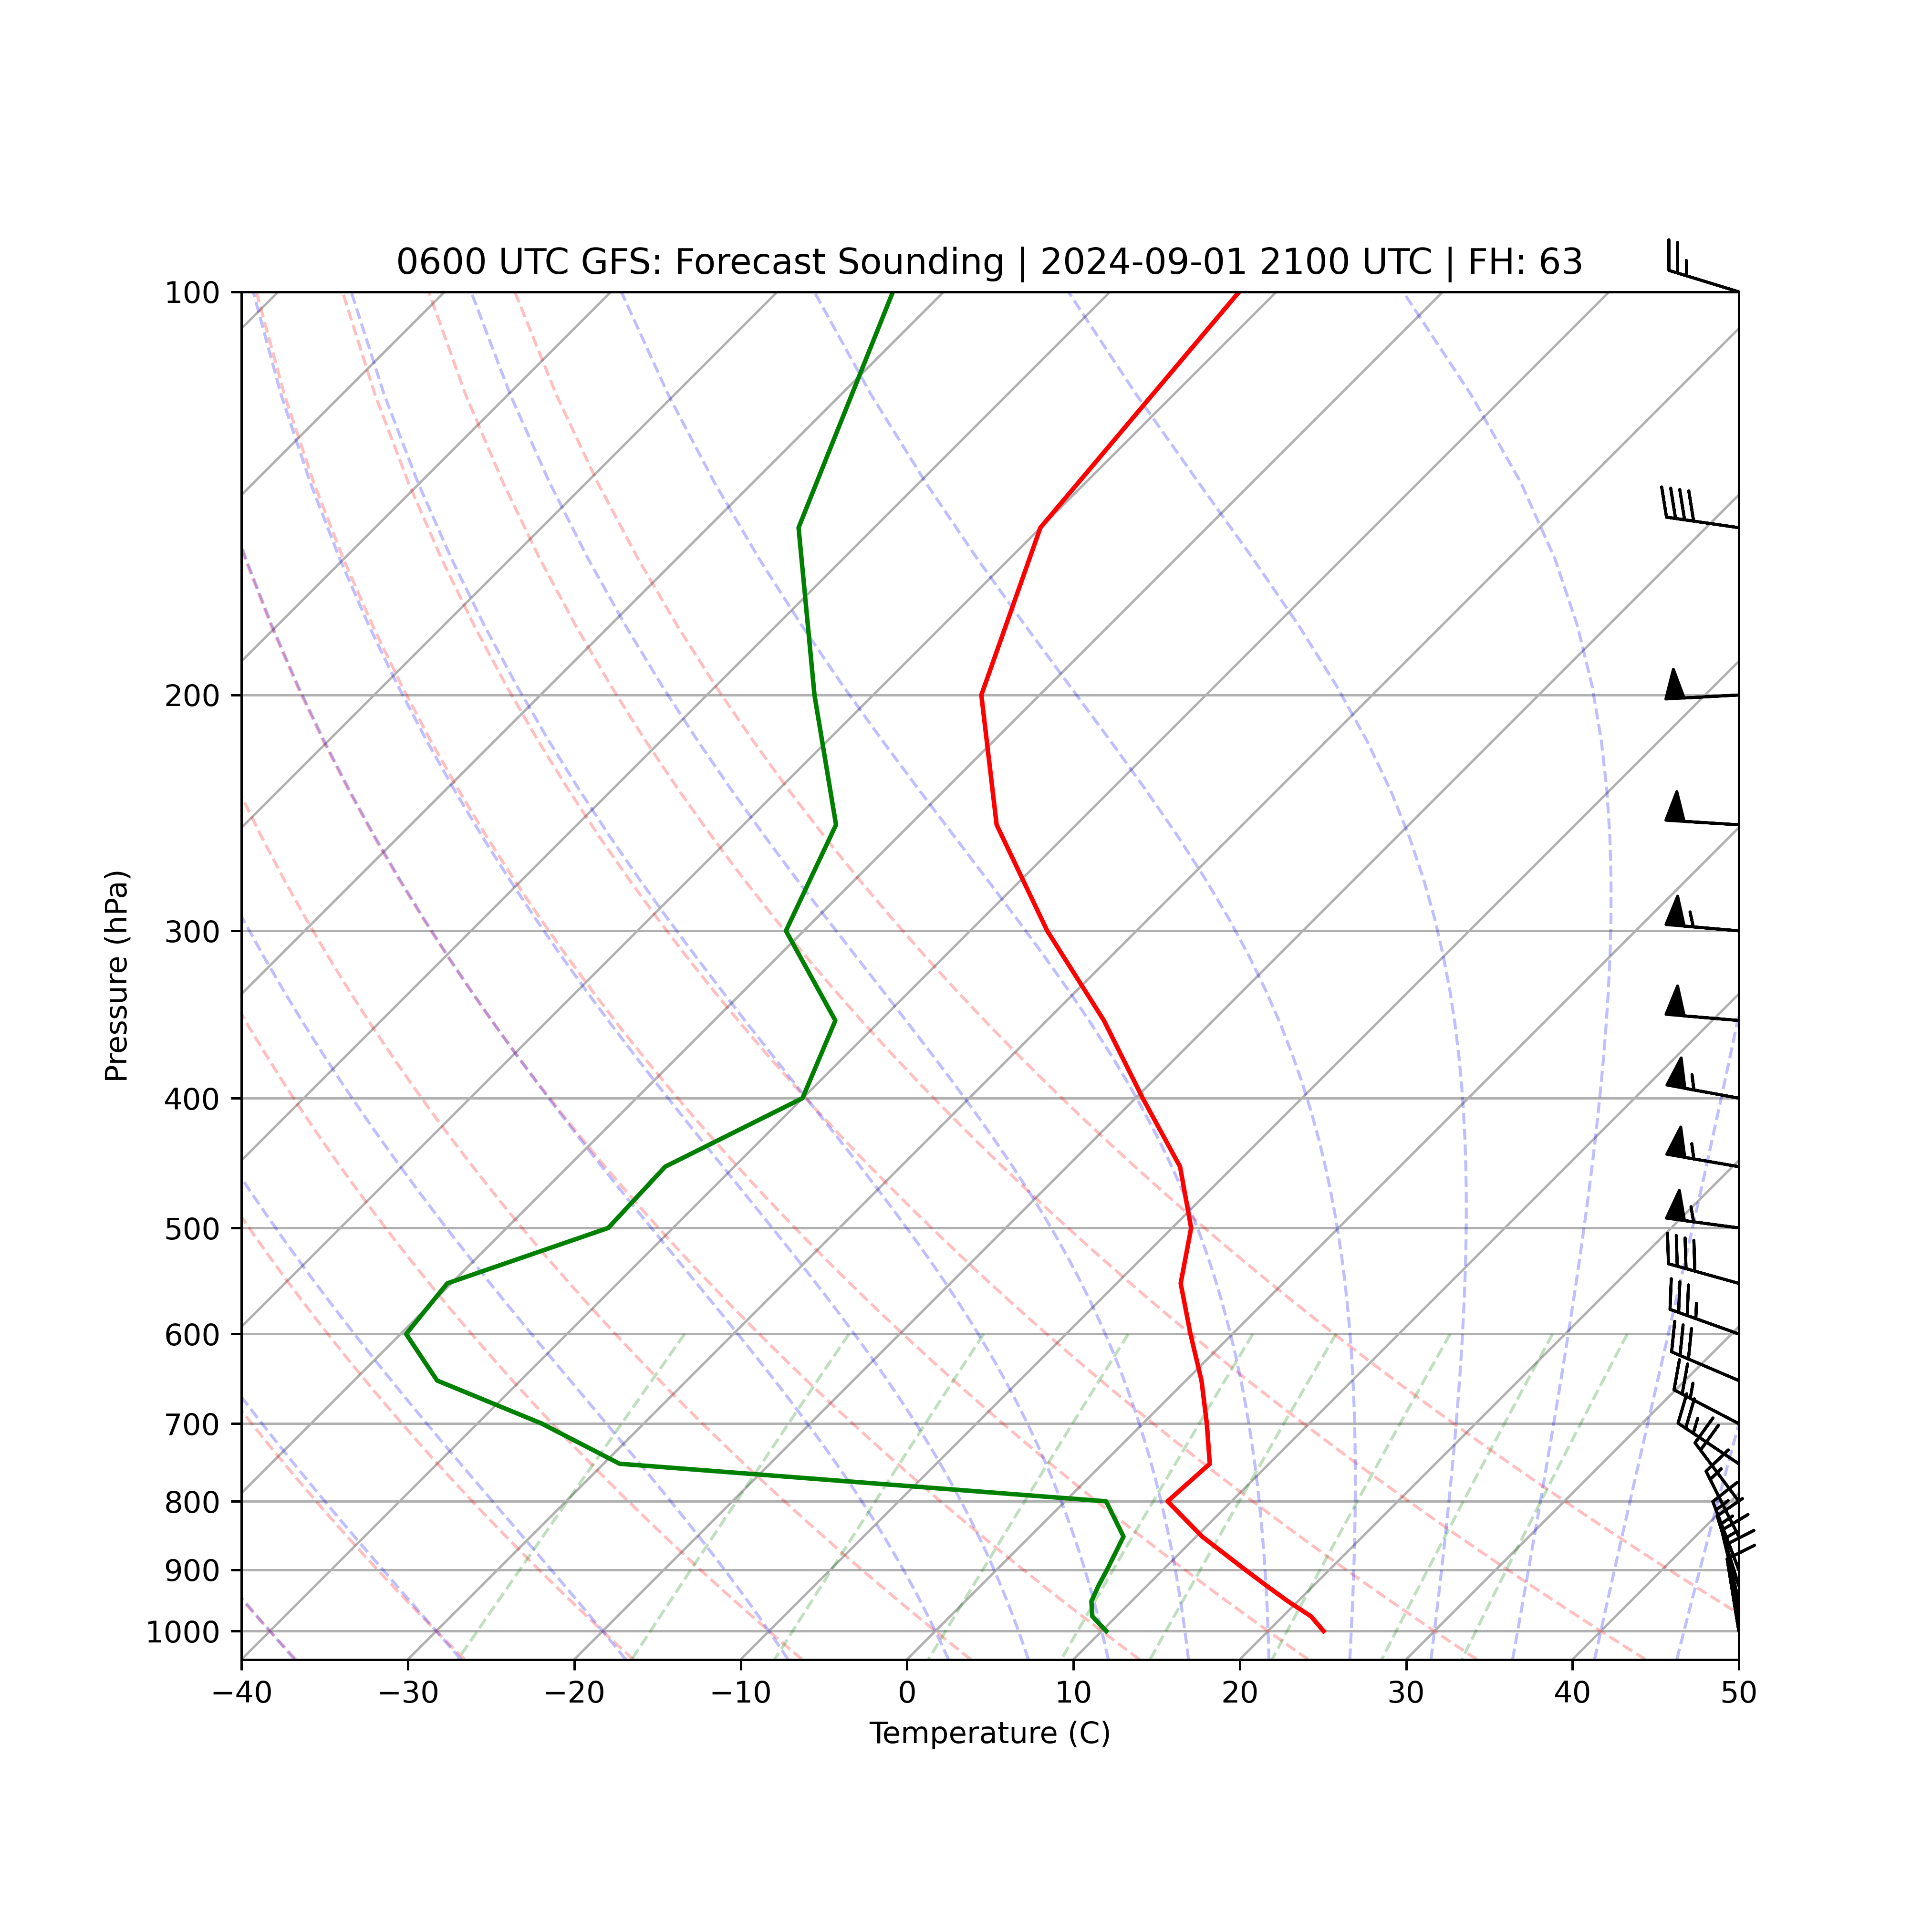 0600 UTC GFS: Forecast Sounding | 2024-09-01 2100 UTC | FH: 63
100
200
300
400
500
600
700
800
900
1000
Pressure (hPa)
−40 −30 −20 −10 0 10 20 30 40 50
Temperature (C)